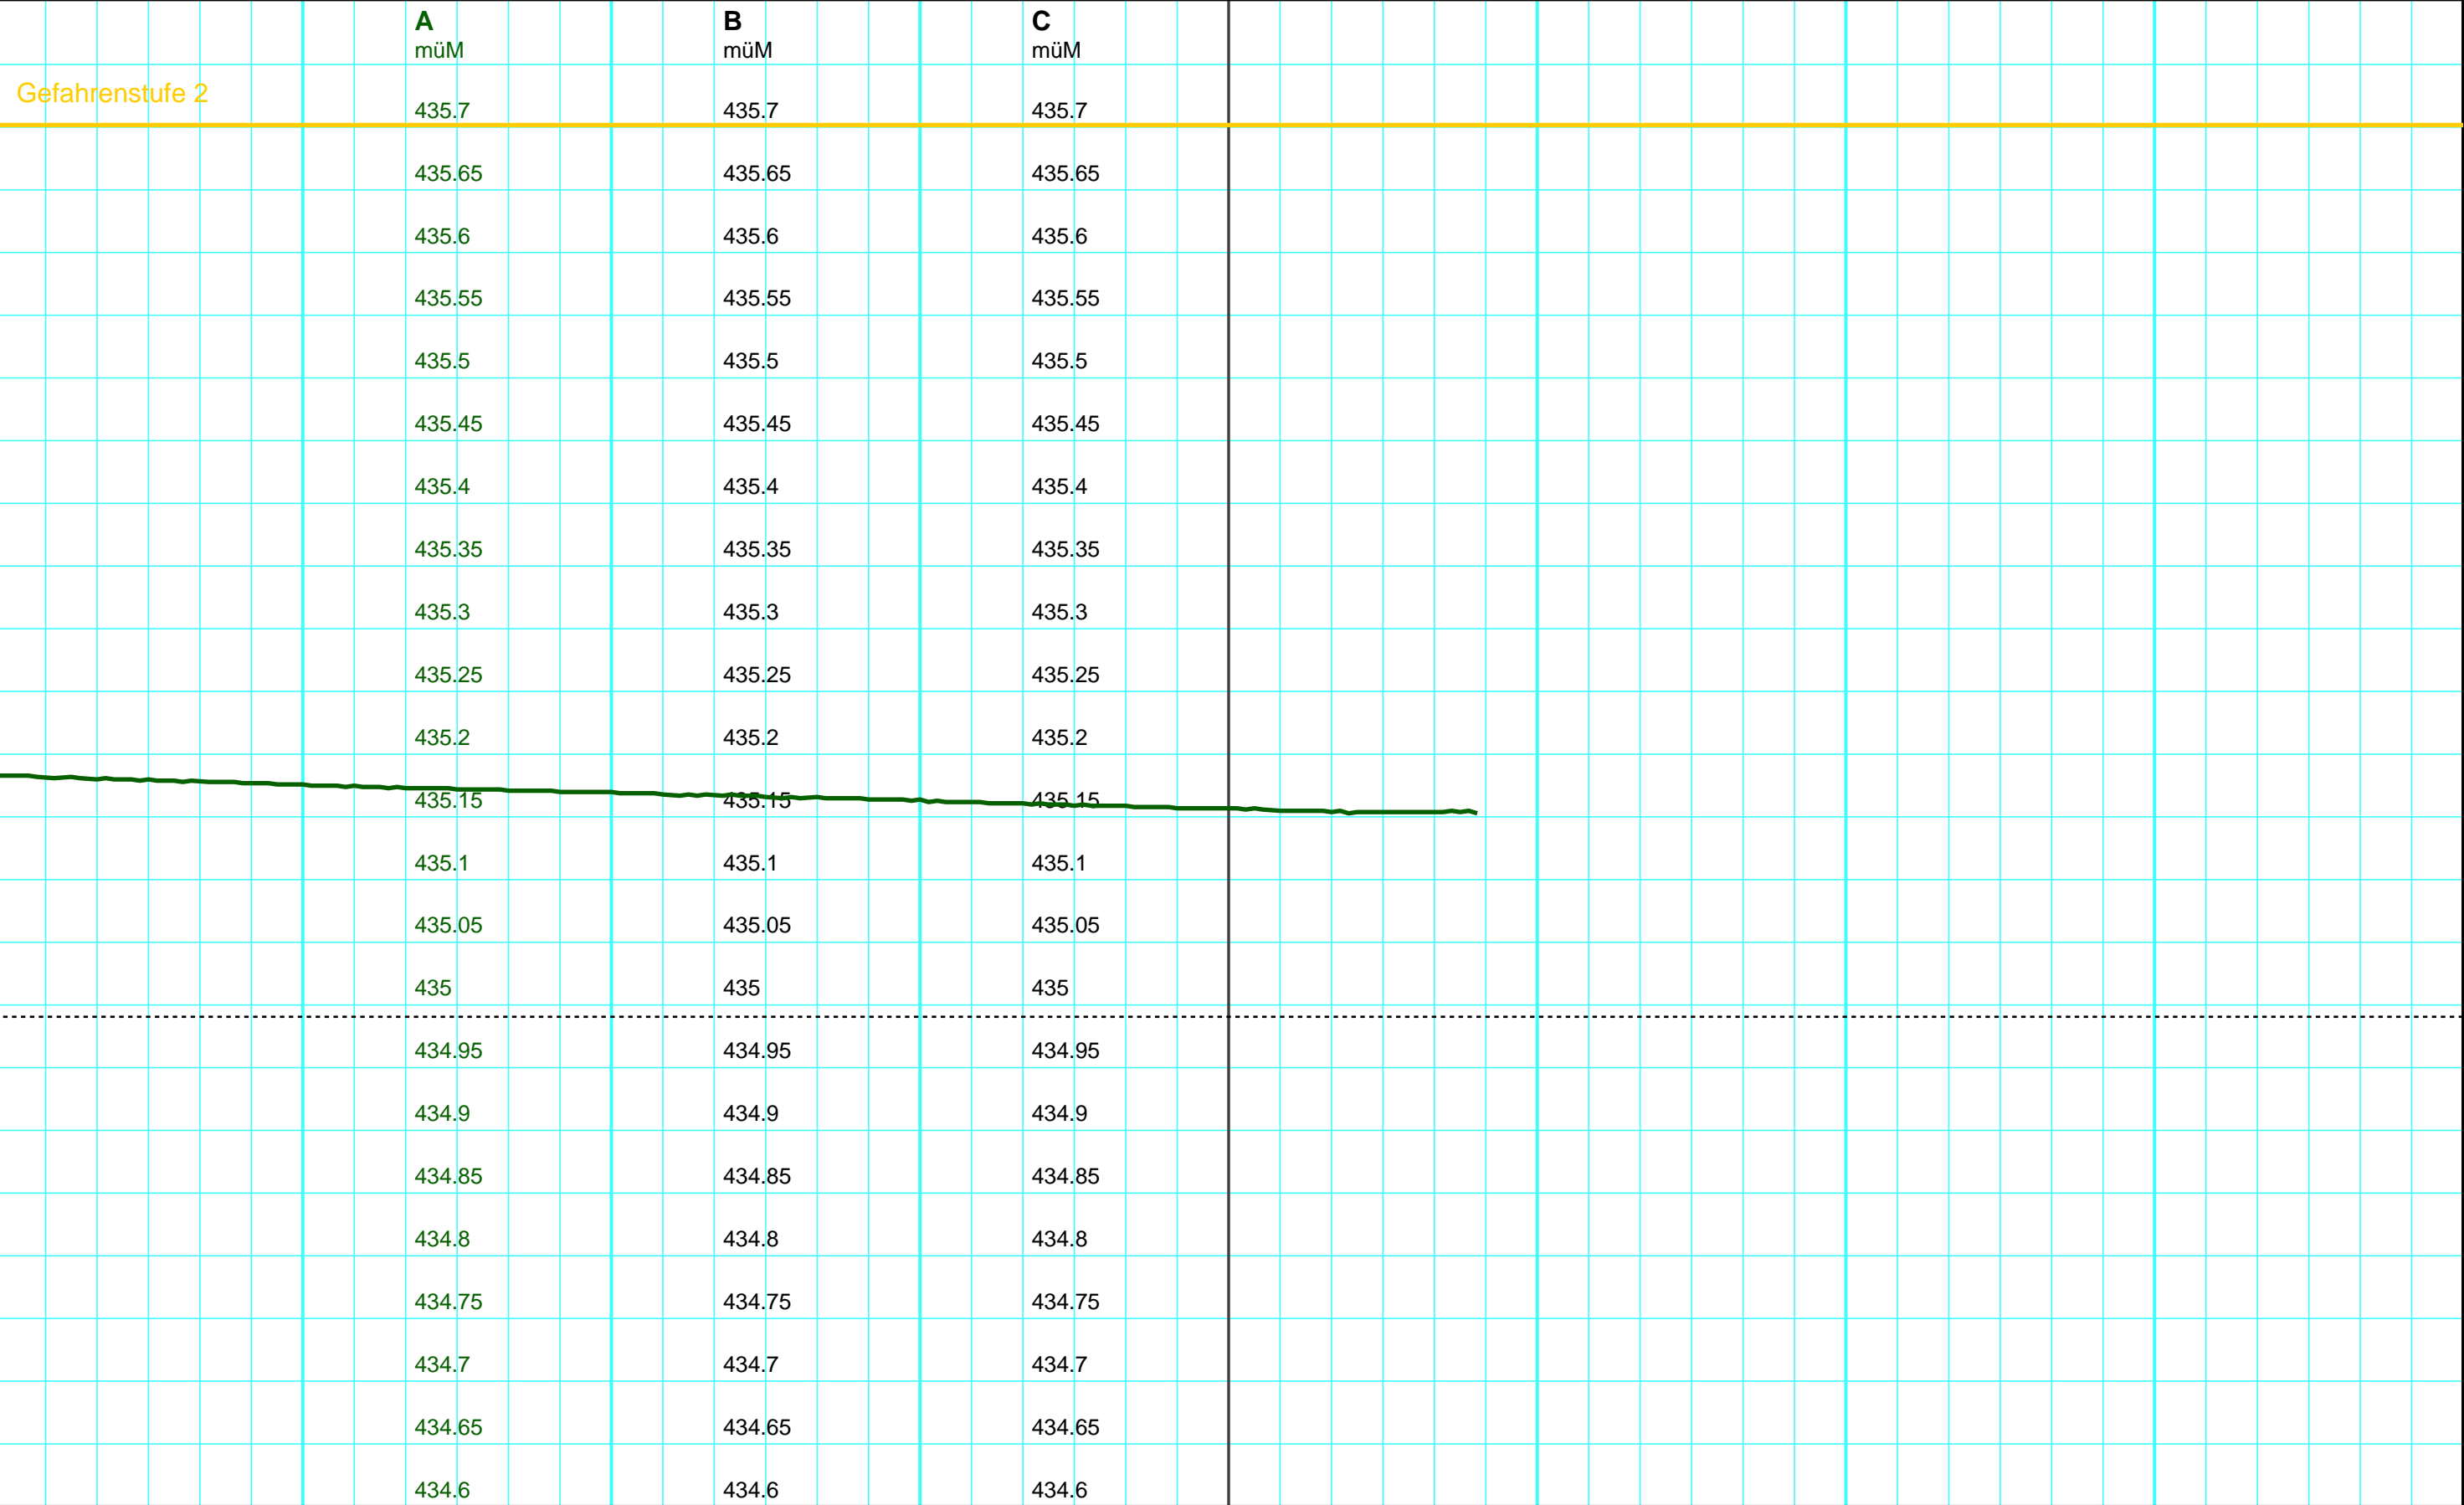 A B C
müM müM müM
Gefahrenstufe 2
435.7 435.7 435.7
435.65 435.65 435.65
435.6 435.6 435.6
435.55 435.55 435.55
435.5 435.5 435.5
435.45 435.45 435.45
435.4 435.4 435.4
435.35 435.35 435.35
435.3 435.3 435.3
435.25 435.25 435.25
435.2 435.2 435.2
435.15 435.15 435.15
435.1 435.1 435.1
435.05 435.05 435.05
435 435 435
434.95 434.95 434.95
434.9 434.9 434.9
434.85 434.85 434.85
434.8 434.8 434.8
434.75 434.75 434.75
434.7 434.7 434.7
434.65 434.65 434.65
434.6 434.6 434.6